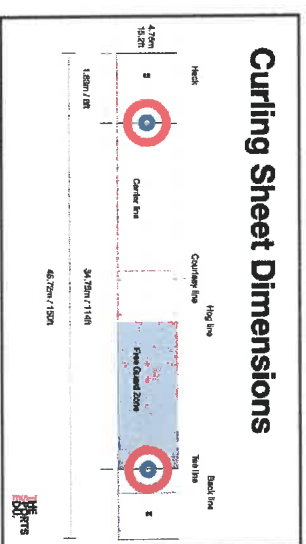 Curling Sheet Dimensions
Hack
Courtesy line
Hog line
Tee line
Back line
4.75m
15.2ft
Center line
Free Guard Zone
1.83m / 6ft
34.75m / 114ft
45.72m / 150ft